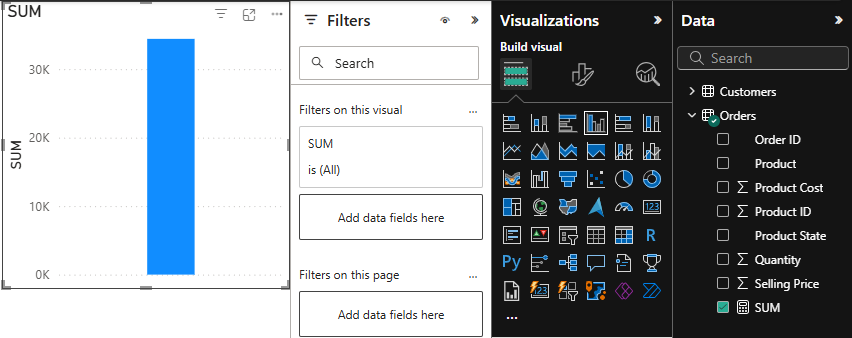 SUM
...
30K
20K
10K
0K
SUM
Filters
Search
Filters on this visual
...
SUM
is (All)
Add data fields here
Filters on this page
...
Add data fields here
Visualizations
Build visual
123
R
Py
123
...
Data
Search
Customers
Orders
Order ID
Product
Σ Product Cost
Σ Product ID
Product State
Σ Quantity
Σ Selling Price
SUM